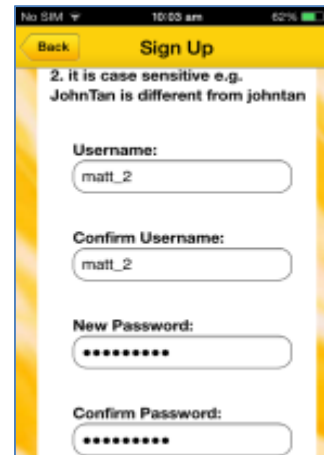 No SIM 10:03 am 62%
Back Sign Up
2. it is case sensitive e.g.
JohnTan is different from johntan
Username:
matt_2
Confirm Username:
matt_2
New Password:
•••••••••
Confirm Password:
•••••••••